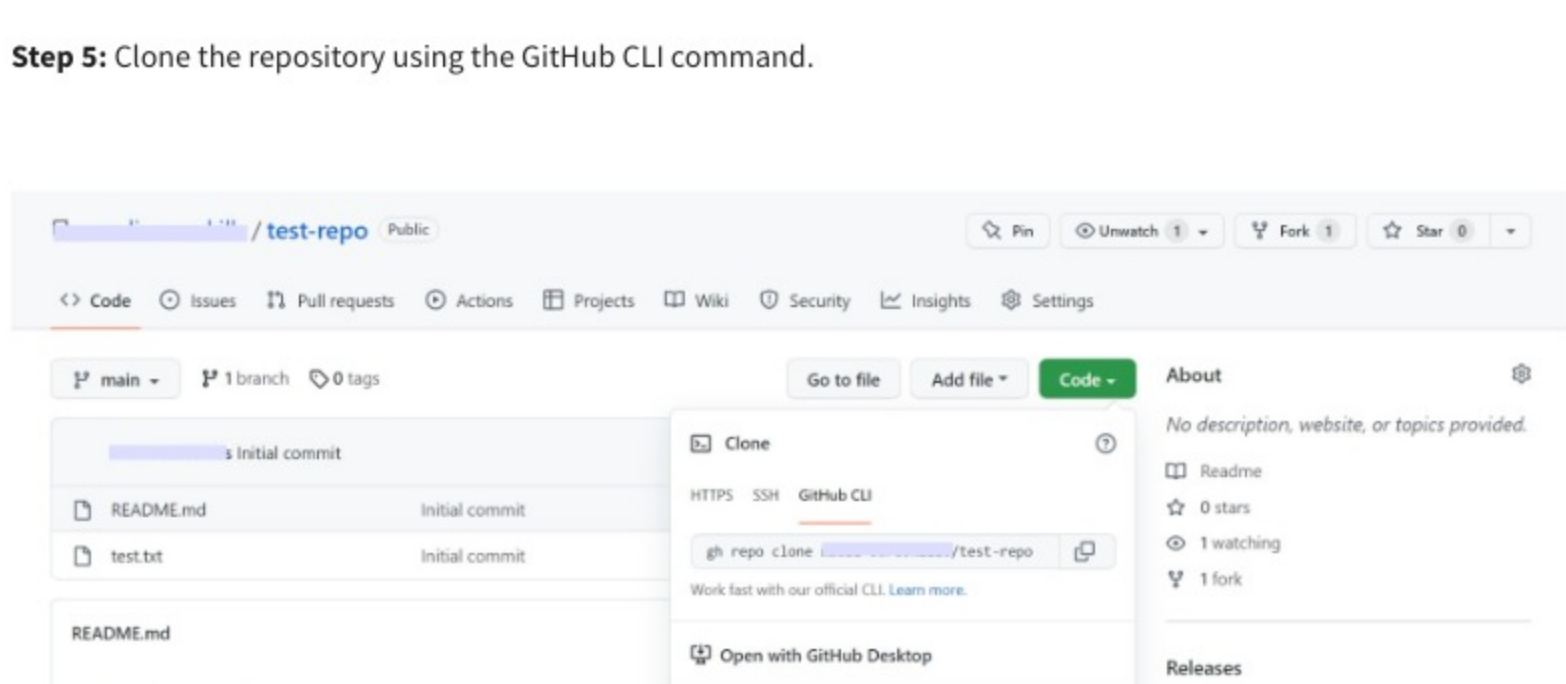 Step 5: Clone the repository using the GitHub CLI command.
/ test-repo Public
Pin Unwatch 1 Fork 1 Star 0
Code Issues Pull requests Actions Projects Wiki Security Insights Settings
main 1 branch 0 tags Go to file Add file Code
About
No description, website, or topics provided.
s Initial commit
README.md Initial commit
test.txt Initial commit
Clone
HTTPS SSH GitHub CLI
gh repo clone /test-repo
Work fast with our official CLI. Learn more.
Open with GitHub Desktop
Readme
0 stars
1 watching
1 fork
README.md
Releases